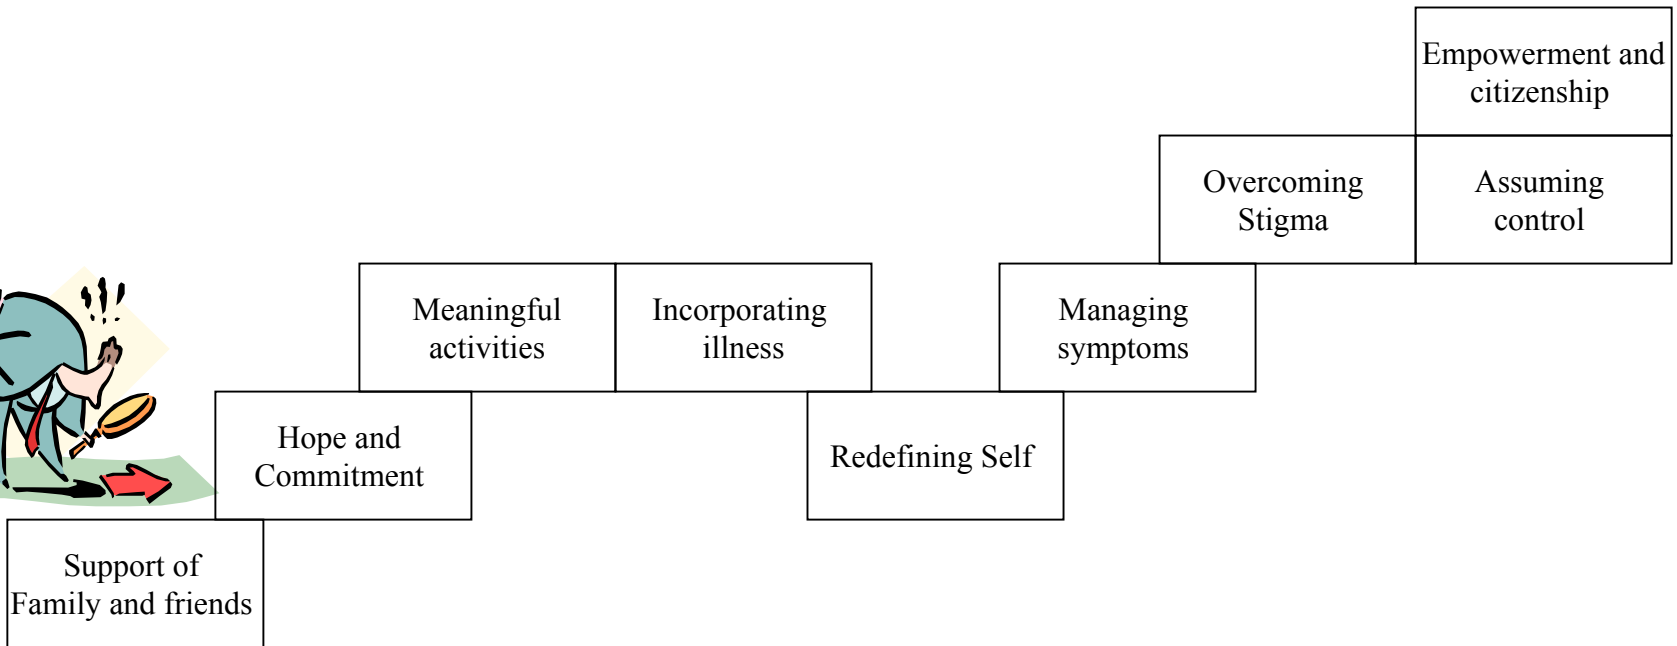 Empowerment and
citizenship
Overcoming
Stigma
Assuming
control
Meaningful
activities
Incorporating
illness
Managing
symptoms
Hope and
Commitment
Redefining Self
Support of
Family and friends